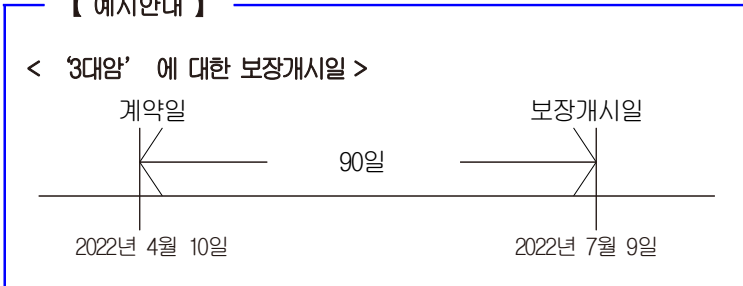 【 예시안내 】
< ‘3대암’ 에 대한 보장개시일 >
계약일 보장개시일
90일
2022년 4월 10일 2022년 7월 9일